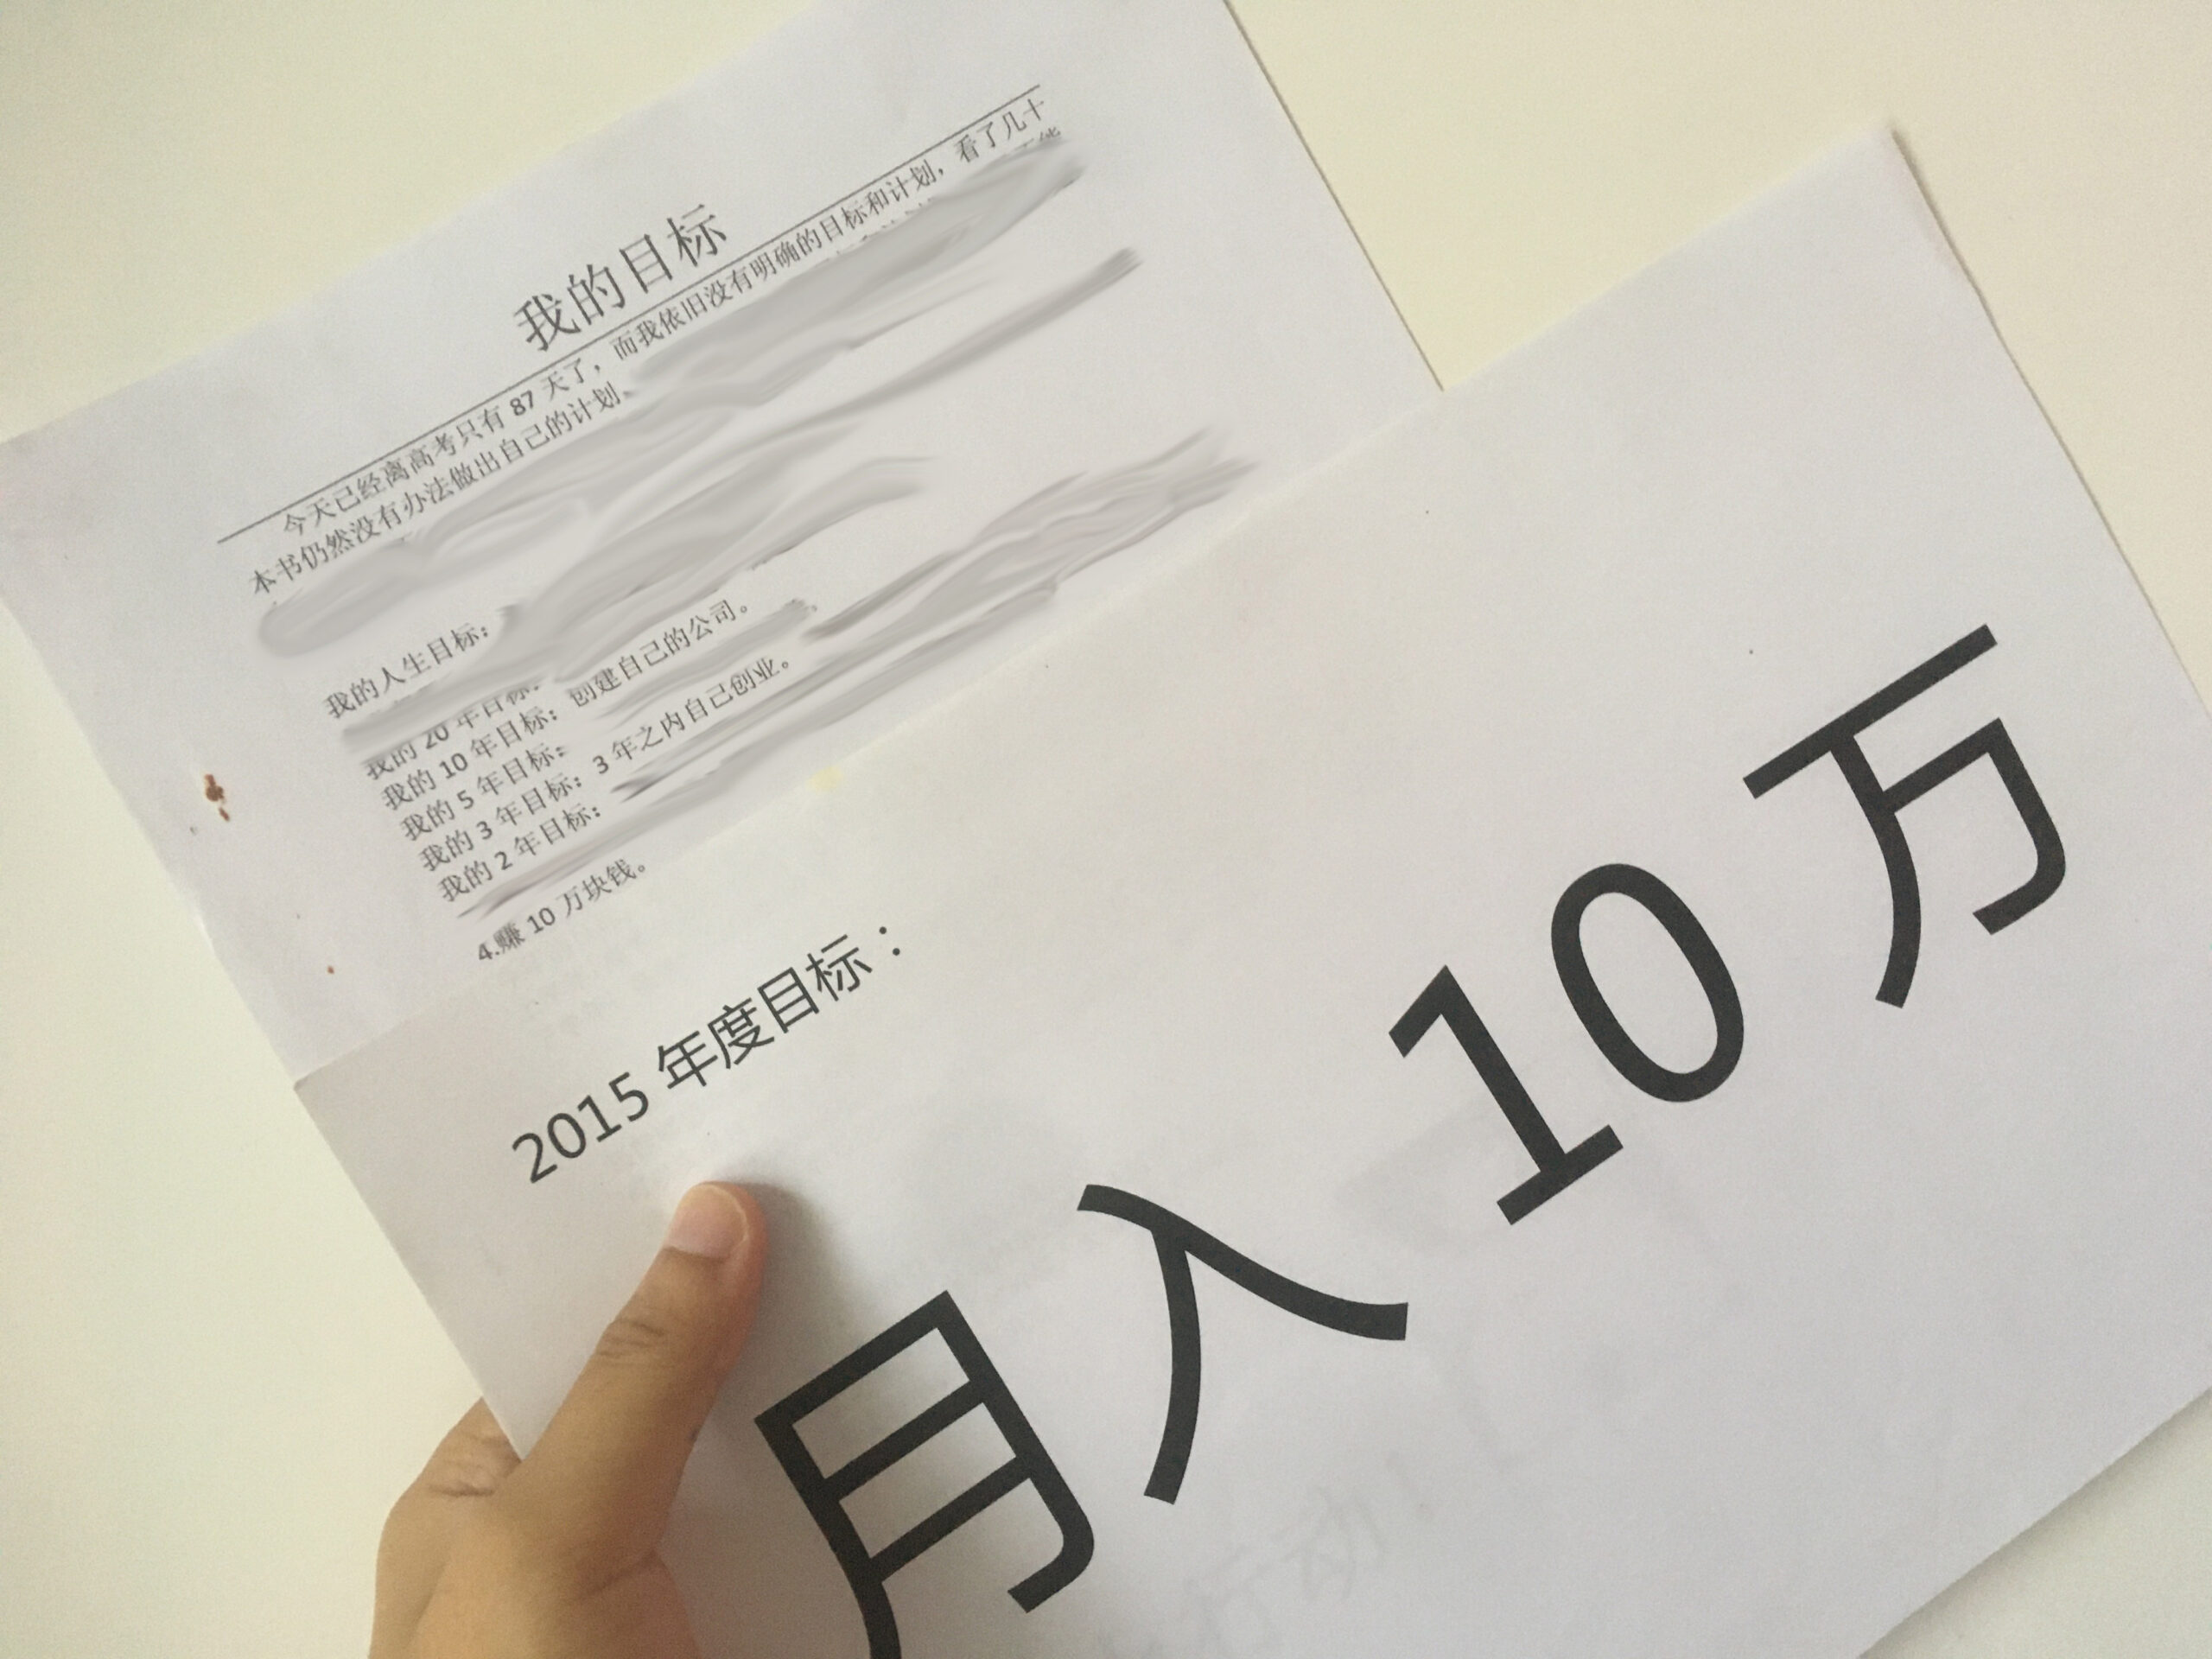 我的目标
今天已经离高考只有 87 天了，而我依旧没有明确的目标和计划，看了几十
本书仍然没有办法做出自己的计划
我的人生目标：
我的 20 年目标：
我的 10 年目标：创建自己的公司。
我的 5 年目标：
我的 3 年目标：3 年之内自己创业。
我的 2 年目标：
4.赚 10 万块钱。
2015 年度目标：
月入 10 万
行动！